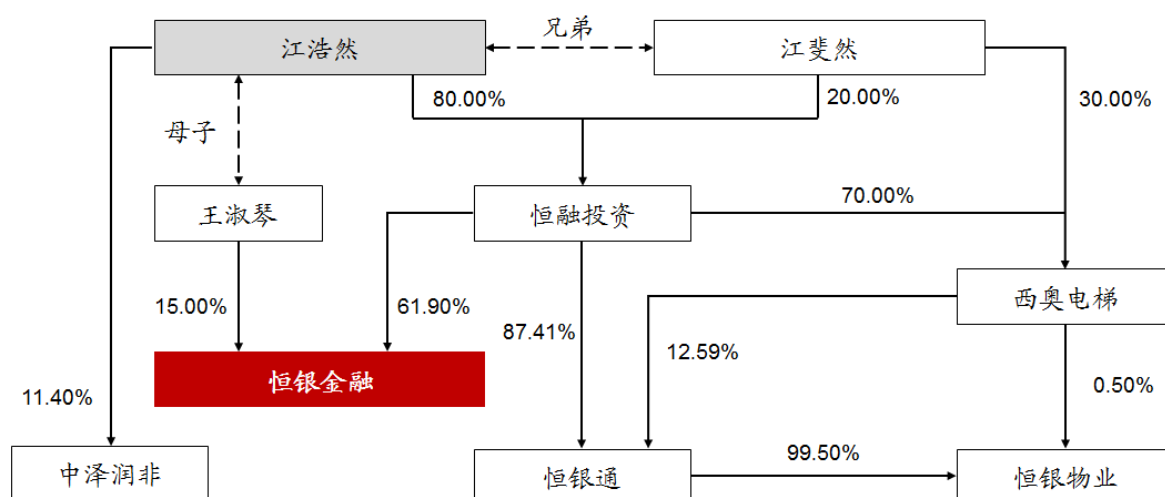 江浩然
兄弟
江斐然
80.00%
20.00%
30.00%
母子
王淑琴
恒融投资
70.00%
西奥电梯
15.00%
61.90%
87.41%
12.59%
恒银金融
11.40%
0.50%
中泽润非
恒银通
99.50%
恒银物业